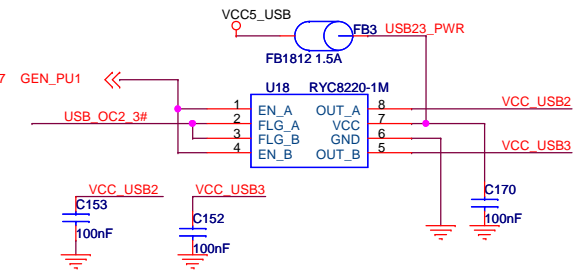 VCC5_USB
FB3 USB23_PWR
FB1812 1.5A
7 GEN_PU1
U18 RYC8220-1M
1 EN_A OUT_A 8 VCC_USB2
USB_OC2_3# 2 FLG_A VCC 7
3 FLG_B GND 6
4 EN_B OUT_B 5 VCC_USB3
VCC_USB2 VCC_USB3 C170
C153 C152 100nF
100nF 100nF